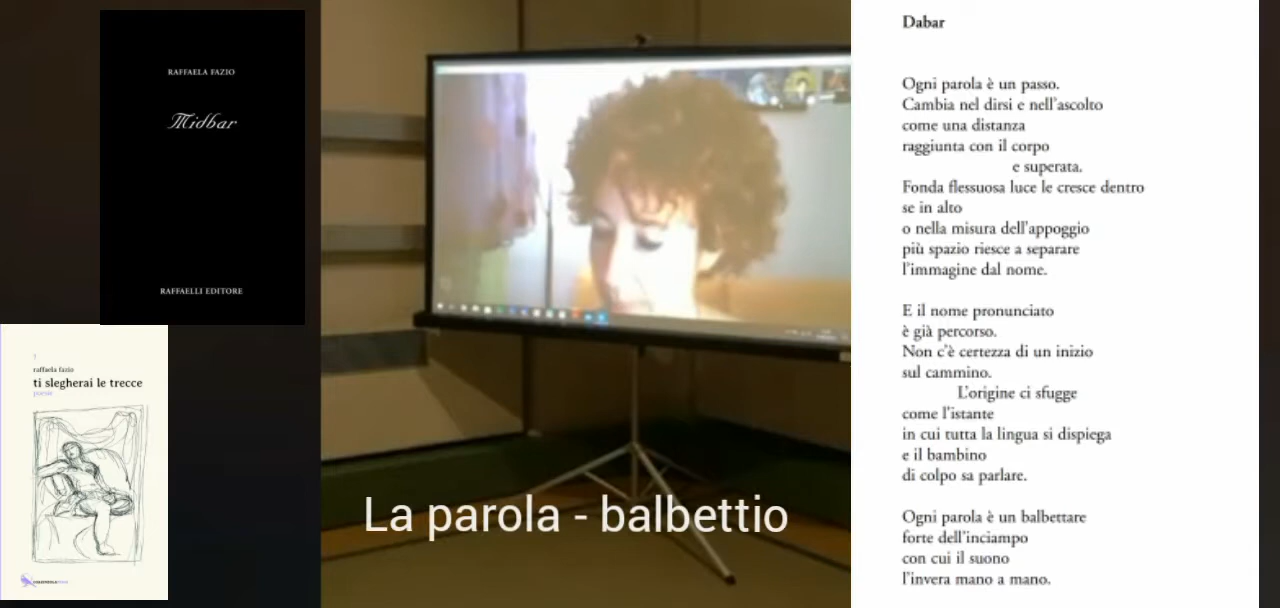 RAFFAELA FAZIO
Midbar
RAFFAELLI EDITORE
raffaela fazio
ti slegherai le trecce
poesie
La parola - balbettio
Dabar
Ogni parola è un passo.
Cambia nel dirsi e nell'ascolto
come una distanza
raggiunta con il corpo
e superata.
Fonda flessuosa luce le cresce dentro
se in alto
o nella misura dell'appoggio
più spazio riesce a separare
l'immagine dal nome.
E il nome pronunciato
è già percorso.
Non c'è certezza di un inizio
sul cammino.
L'origine ci sfugge
come l'istante
in cui tutta la lingua si dispiega
e il bambino
di colpo sa parlare.
Ogni parola è un balbettare
forte dell'inciampo
con cui il suono
l'invera mano a mano.